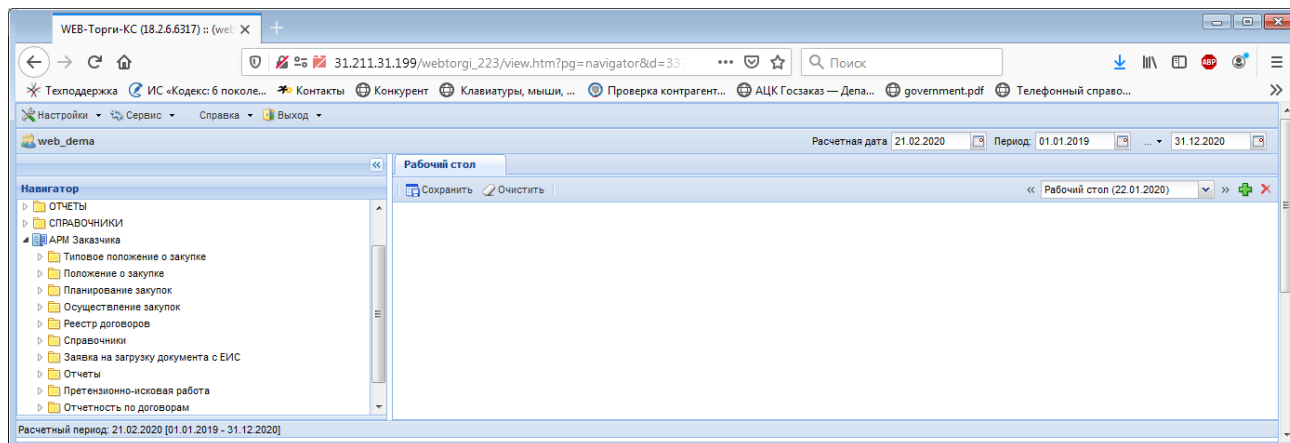 WEB-Торги-КС (18.2.6.6317) :: (web
31.211.31.199/webtorgi_223/view.htm?pg=navigator&d=33
Поиск
Техподдержка ИС «Кодекс: 6 поколе... Контакты Конкурент Клавиатуры, мыши, ... Проверка контрагент... АЦК Госзаказ — Депа... government.pdf Телефонный справо...
Настройки Сервис Справка Выход
web_dema Расчетная дата 21.02.2020 Период: 01.01.2019 ... 31.12.2020
Рабочий стол
Навигатор Сохранить Очистить « Рабочий стол (22.01.2020) »
ОТЧЕТЫ
СПРАВОЧНИКИ
АРМ Заказчика
Типовое положение о закупке
Положение о закупке
Планирование закупок
Осуществление закупок
Реестр договоров
Справочники
Заявка на загрузку документа с ЕИС
Отчеты
Претензионно-исковая работа
Отчетность по договорам
Расчетный период: 21.02.2020 [01.01.2019 - 31.12.2020]